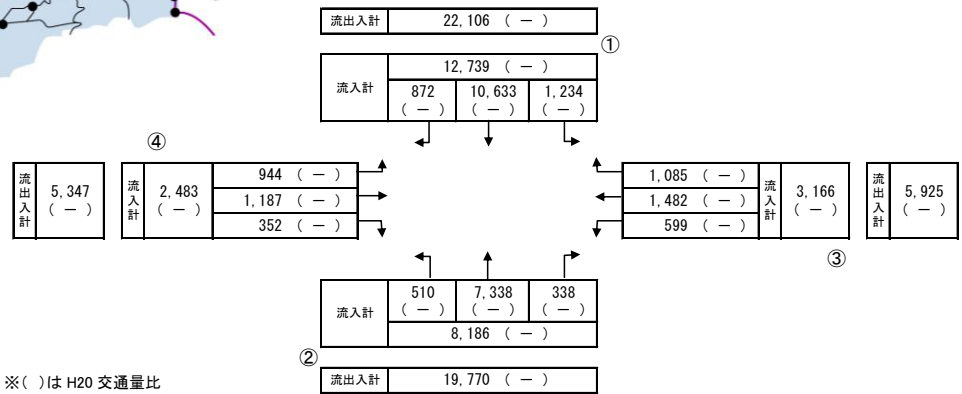 流出入計 22,106 ( － )
①
流入計 12,739 ( － )
872 10,633 1,234
( － ) ( － ) ( － )
④
流出入計 5,347 ( － )
流入計 2,483 ( － )
944 ( － )
1,187 ( － )
352 ( － )
1,085 ( － )
1,482 ( － )
599 ( － )
流入計 3,166 ( － )
流出入計 5,925 ( － )
③
流入計
510 7,338 338
( － ) ( － ) ( － )
8,186 ( － )
②
流出入計 19,770 ( － )
※( )は H20 交通量比